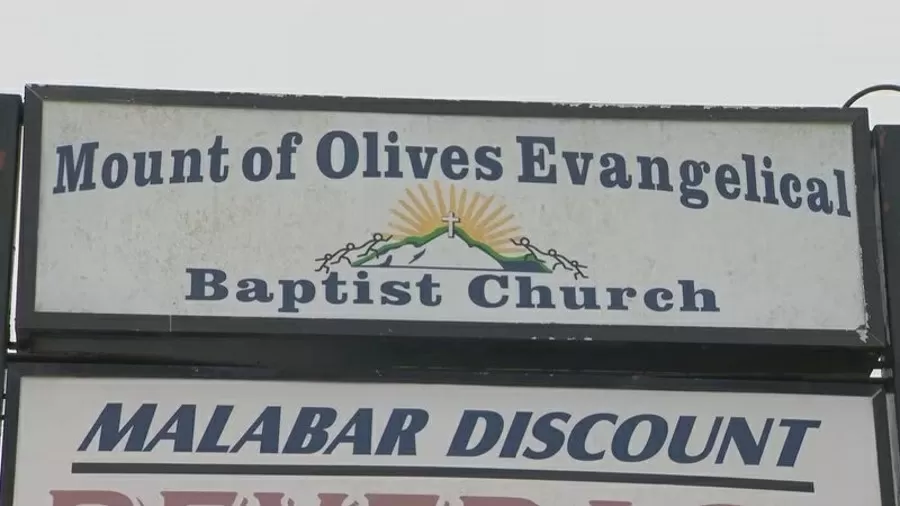 Mount of Olives Evangelical
Baptist Church
MALABAR DISCOUNT